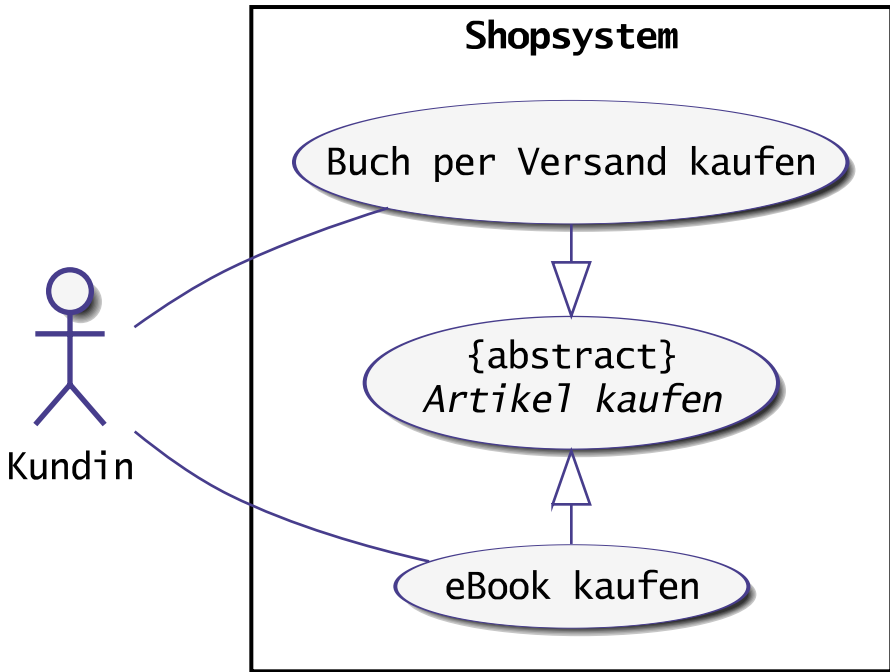 Shopsystem
Buch per Versand kaufen
{abstract}
Artikel kaufen
Kundin
eBook kaufen